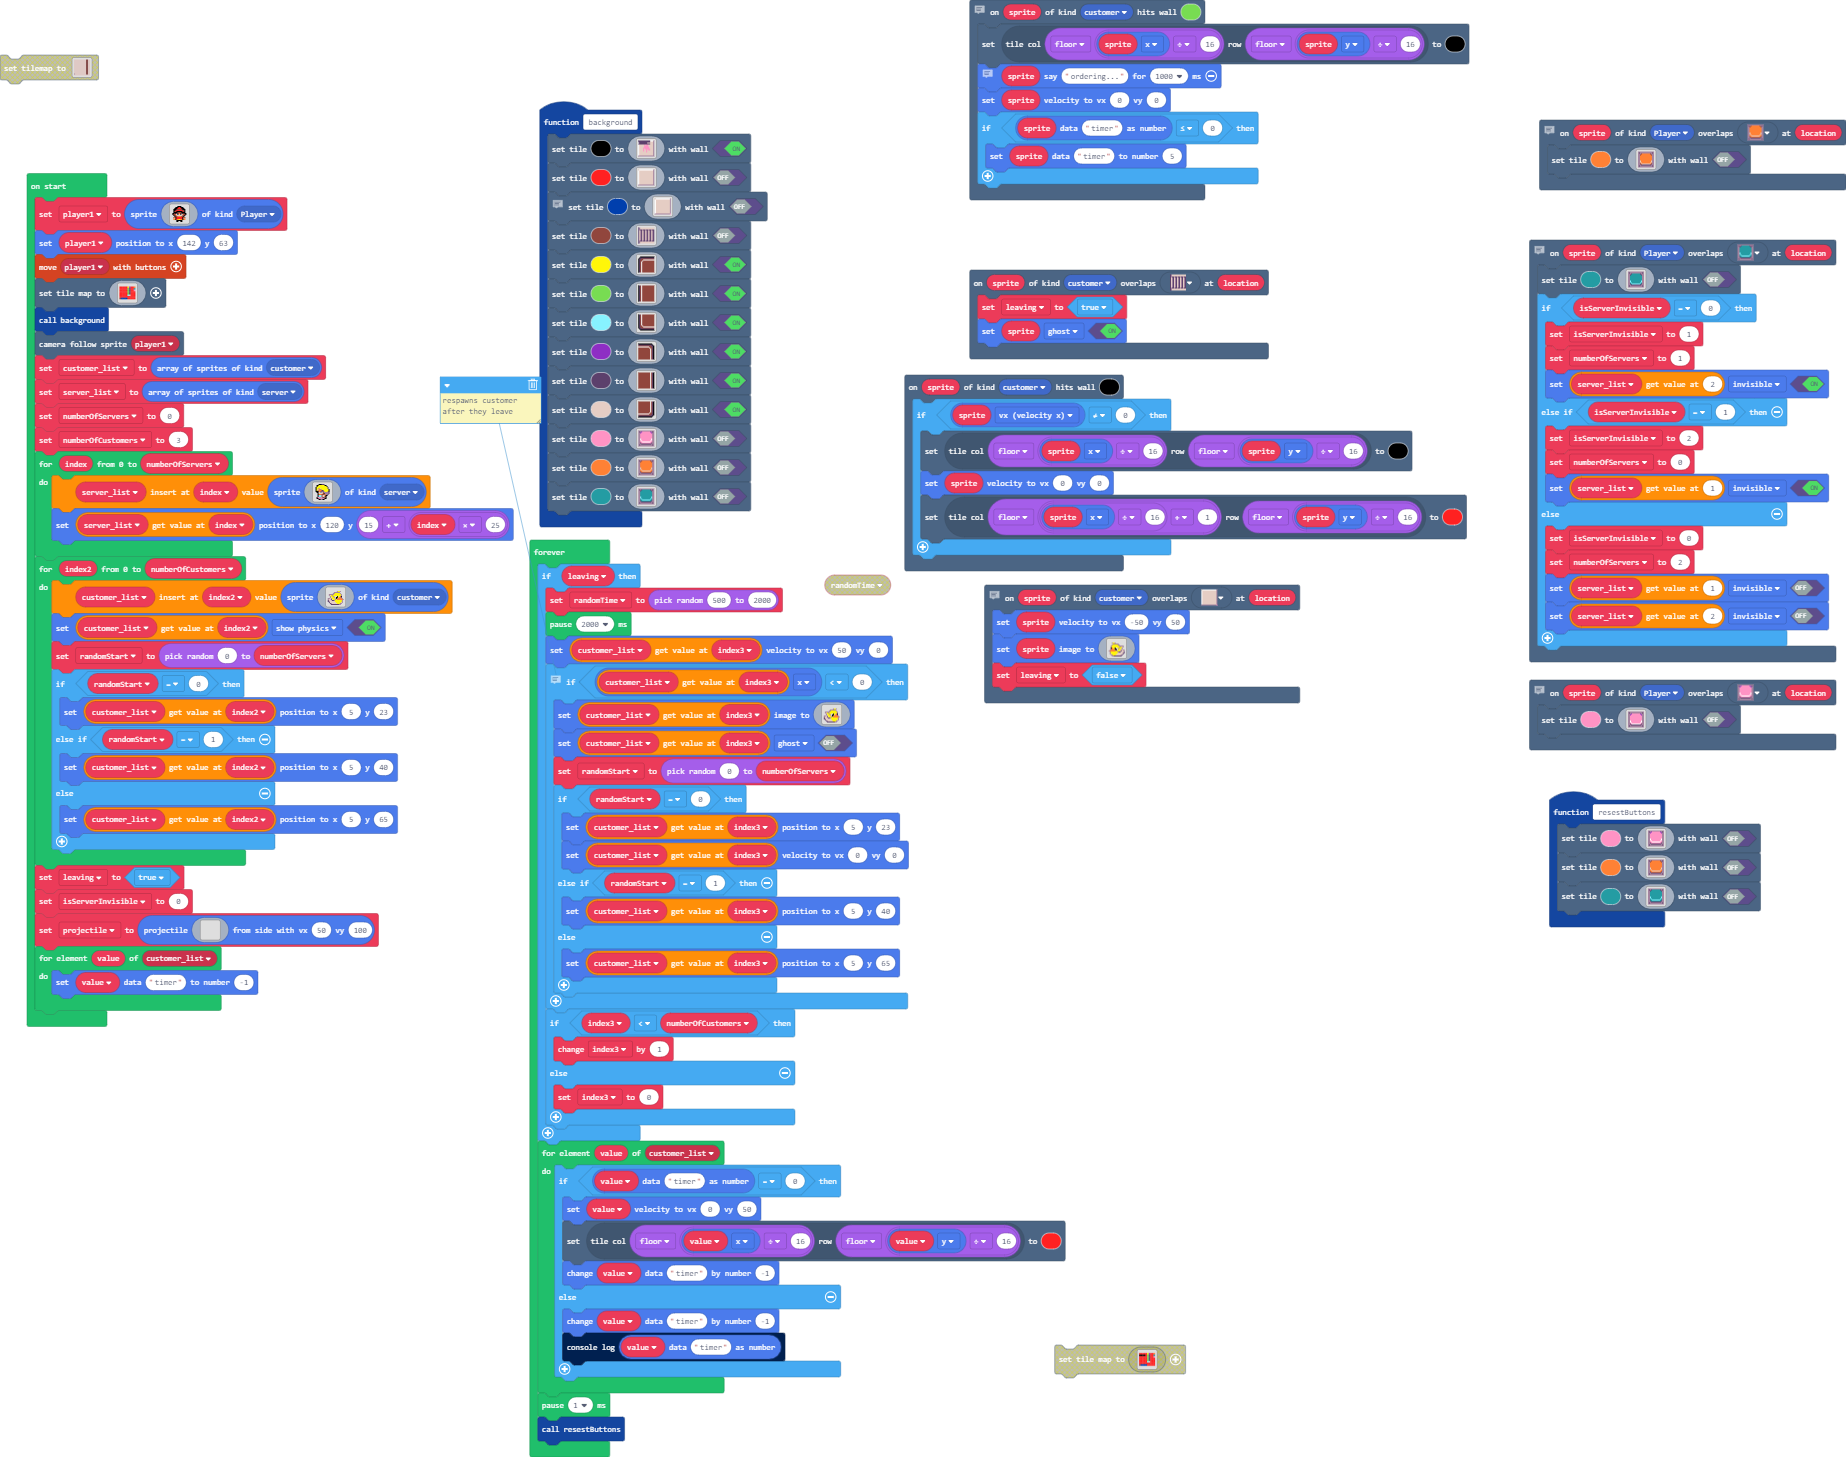 set tilemap to
on start
set player1 to sprite of kind Player
set player1 position to x 142 y 63
move player1 with buttons
set tile map to
call background
camera follow sprite player1
set customer_list to array of sprites of kind customer
set server_list to array of sprites of kind server
set numberOfServers to 0
set numberOfCustomers to 3
for index from 0 to numberOfServers
do server_list insert at index value sprite of kind server
set server_list get value at index position to x 120 y 15 + index × 25
for index2 from 0 to numberOfCustomers
do customer_list insert at index2 value sprite of kind customer
set customer_list get value at index2 show physics ON
set randomStart to pick random 0 to numberOfServers
if randomStart = 0 then
set customer_list get value at index2 position to x 5 y 23
else if randomStart = 1 then
set customer_list get value at index2 position to x 5 y 40
else
set customer_list get value at index2 position to x 5 y 65
set leaving to true
set isServerInvisible to 0
set projectile to projectile from side with vx 50 vy 100
for element value of customer_list
do set value data "timer" to number -1
respawns customer
after they leave
function background
set tile to with wall ON
set tile to with wall OFF
set tile to with wall OFF
set tile to with wall OFF
set tile to with wall ON
set tile to with wall ON
set tile to with wall ON
set tile to with wall ON
set tile to with wall ON
set tile to with wall ON
set tile to with wall OFF
set tile to with wall OFF
set tile to with wall OFF
forever
if leaving then
set randomTime to pick random 500 to 2000
pause 2000 ms
set customer_list get value at index3 velocity to vx 50 vy 0
if customer_list get value at index3 x < 0 then
set customer_list get value at index3 image to
set customer_list get value at index3 ghost OFF
set randomStart to pick random 0 to numberOfServers
if randomStart = 0 then
set customer_list get value at index3 position to x 5 y 23
set customer_list get value at index3 velocity to vx 0 vy 0
else if randomStart = 1 then
set customer_list get value at index3 position to x 5 y 40
else
set customer_list get value at index3 position to x 5 y 65
if index3 < numberOfCustomers then
change index3 by 1
else
set index3 to 0
for element value of customer_list
do if value data "timer" as number = 0 then
set value velocity to vx 0 vy 50
set tile col floor value x ÷ 16 row floor value y ÷ 16 to
change value data "timer" by number -1
else
change value data "timer" by number -1
console log value data "timer" as number
pause 1 ms
call resestButtons
randomTime
on sprite of kind customer hits wall
set tile col floor sprite x ÷ 16 row floor sprite y ÷ 16 to
sprite say "ordering..." for 1000 ms
set sprite velocity to vx 0 vy 0
if sprite data "timer" as number ≤ 0 then
set sprite data "timer" to number 5
on sprite of kind customer overlaps at location
set leaving to true
set sprite ghost ON
on sprite of kind customer hits wall
if sprite vx (velocity x) ≠ 0 then
set tile col floor sprite x ÷ 16 row floor sprite y ÷ 16 to
set sprite velocity to vx 0 vy 0
set tile col floor sprite x ÷ 16 1 row floor sprite y ÷ 16 to
on sprite of kind customer overlaps at location
set sprite velocity to vx -50 vy 50
set sprite image to
set leaving to false
set tile map to
on sprite of kind Player overlaps at location
set tile to with wall OFF
on sprite of kind Player overlaps at location
set tile to with wall OFF
if isServerInvisible = 0 then
set isServerInvisible to 1
set numberOfServers to 1
set server_list get value at 2 invisible ON
else if isServerInvisible = 1 then
set isServerInvisible to 2
set numberOfServers to 0
set server_list get value at 1 invisible ON
else
set isServerInvisible to 0
set numberOfServers to 2
set server_list get value at 1 invisible OFF
set server_list get value at 2 invisible OFF
on sprite of kind Player overlaps at location
set tile to with wall OFF
function resestButtons
set tile to with wall OFF
set tile to with wall OFF
set tile to with wall OFF